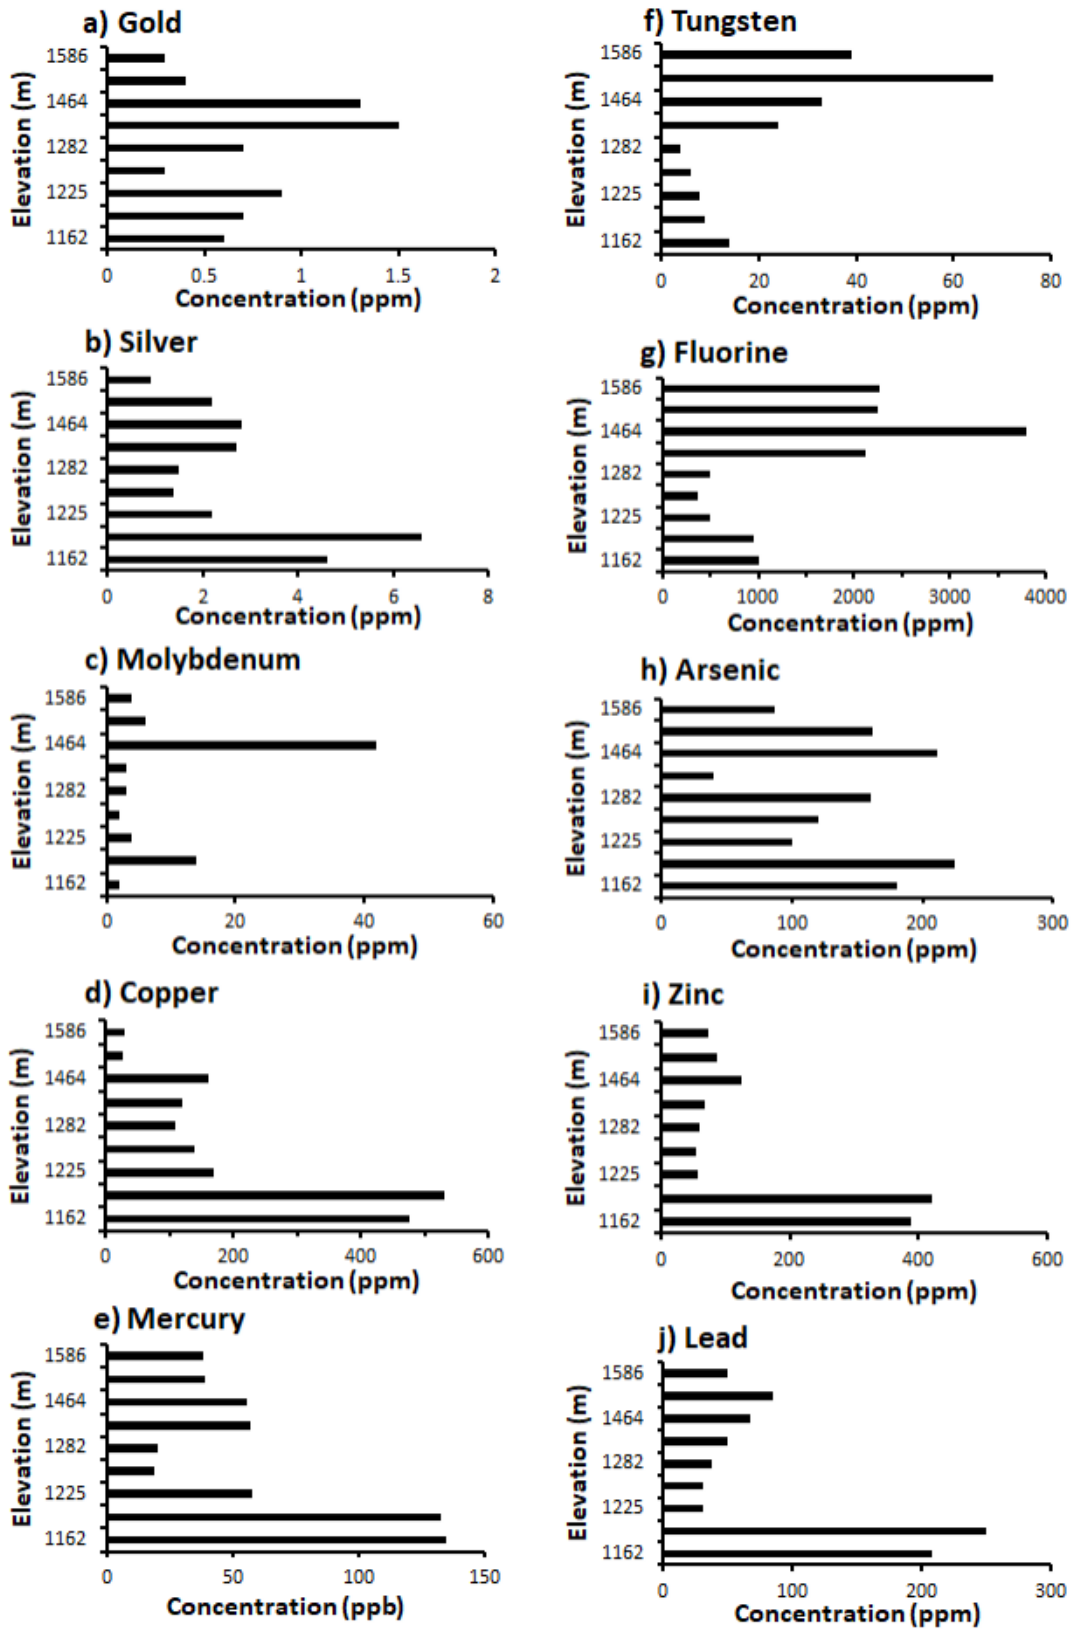 a) Gold
Elevation (m)
1586
1464
1282
1225
1162
0 0.5 1 1.5 2
Concentration (ppm)
b) Silver
Elevation (m)
1586
1464
1282
1225
1162
0 2 4 6 8
Concentration (ppm)
c) Molybdenum
Elevation (m)
1586
1464
1282
1225
1162
0 20 40 60
Concentration (ppm)
d) Copper
Elevation (m)
1586
1464
1282
1225
1162
0 200 400 600
Concentration (ppm)
e) Mercury
Elevation (m)
1586
1464
1282
1225
1162
0 50 100 150
Concentration (ppb)
f) Tungsten
Elevation (m)
1586
1464
1282
1225
1162
0 20 40 60 80
Concentration (ppm)
g) Fluorine
Elevation (m)
1586
1464
1282
1225
1162
0 1000 2000 3000 4000
Concentration (ppm)
h) Arsenic
Elevation (m)
1586
1464
1282
1225
1162
0 100 200 300
Concentration (ppm)
i) Zinc
Elevation (m)
1586
1464
1282
1225
1162
0 200 400 600
Concentration (ppm)
j) Lead
Elevation (m)
1586
1464
1282
1225
1162
0 100 200 300
Concentration (ppm)